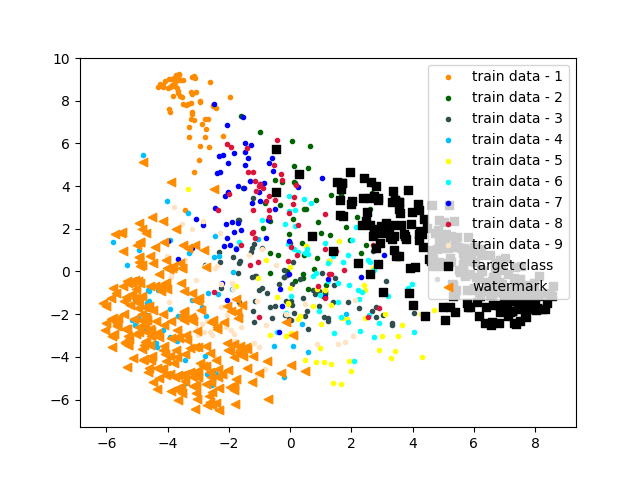 10
8
6
4
2
0
−2
−4
−6
−6
−4
−2
0
2
4
6
8
train data - 1
train data - 2
train data - 3
train data - 4
train data - 5
train data - 6
train data - 7
train data - 8
train data - 9
target class
watermark